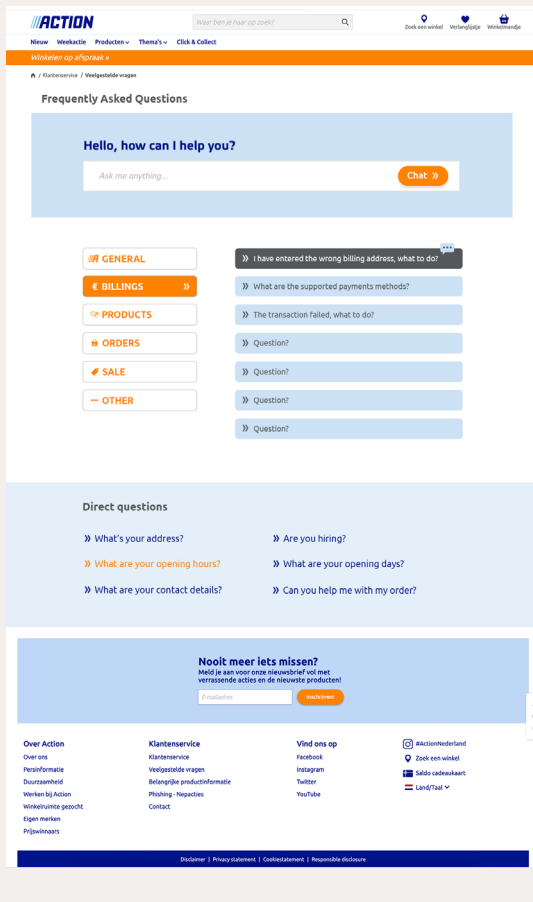 ACTION
Waar ben je naar op zoek?
Zoek een winkel Verlanglijstje Winkelmandje
Nieuw Weekactie Producten Thema's Click & Collect
Winkelen op afspraak »
/ Klantenservice / Veelgestelde vragen
Frequently Asked Questions
Hello, how can I help you?
Ask me anything...
Chat »
GENERAL
€ BILLINGS »
PRODUCTS
ORDERS
SALE
··· OTHER
» I have entered the wrong billing address, what to do?
» What are the supported payments methods?
» The transaction failed, what to do?
» Question?
» Question?
» Question?
» Question?
Direct questions
» What's your address?
» What are your opening hours?
» What are your contact details?
» Are you hiring?
» What are your opening days?
» Can you help me with my order?
Nooit meer iets missen?
Meld je aan voor onze nieuwsbrief vol met
verrassende acties en de nieuwste producten!
E-mailadres
Inschrijven!
Over Action
Over ons
Persinformatie
Duurzaamheid
Werken bij Action
Winkelruimte gezocht
Eigen merken
Prijswinnaars
Klantenservice
Klantenservice
Veelgestelde vragen
Belangrijke productinformatie
Phishing - Nepacties
Contact
Vind ons op
Facebook
Instagram
Twitter
YouTube
#ActionNederland
Zoek een winkel
Saldo cadeaukaart
Land/Taal
Disclaimer | Privacy statement | Cookiestatement | Responsible disclosure